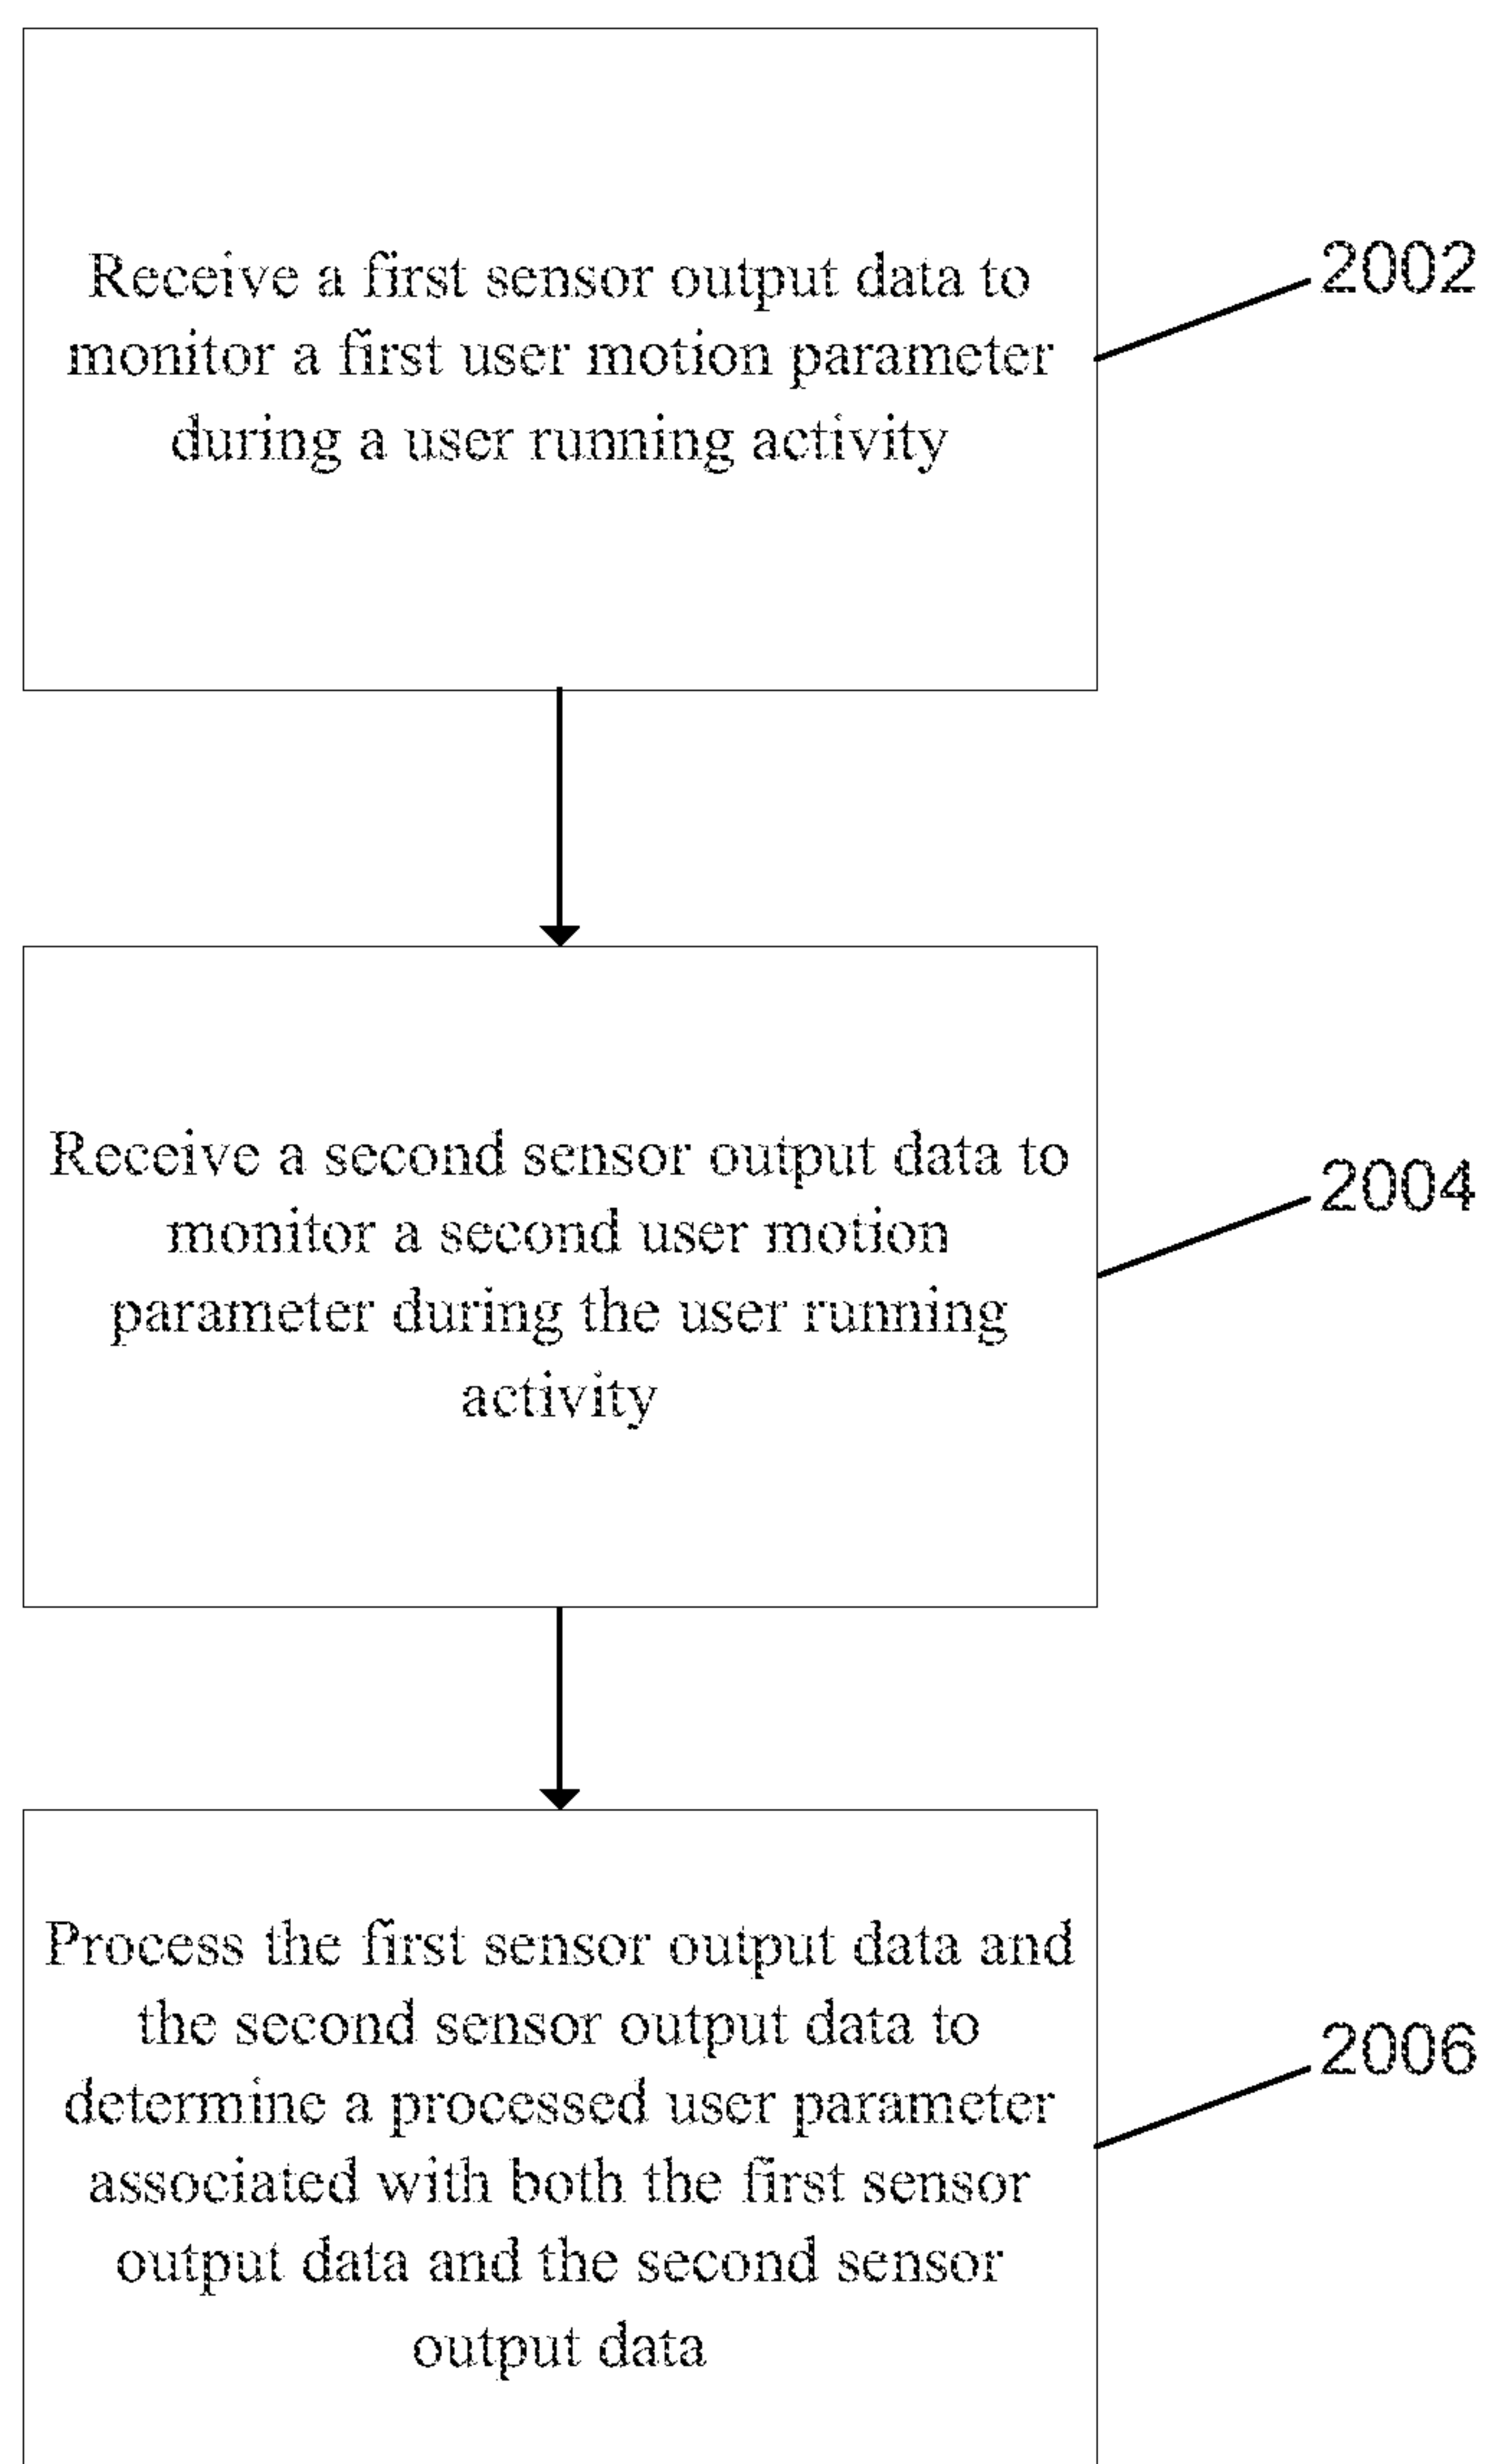 Receive a first sensor output data to
monitor a first user motion parameter
during a user running activity
2002
Receive a second sensor output data to
monitor a second user motion
parameter during the user running
activity
2004
Process the first sensor output data and
the second sensor output data to
determine a processed user parameter
associated with both the first sensor
output data and the second sensor
output data
2006